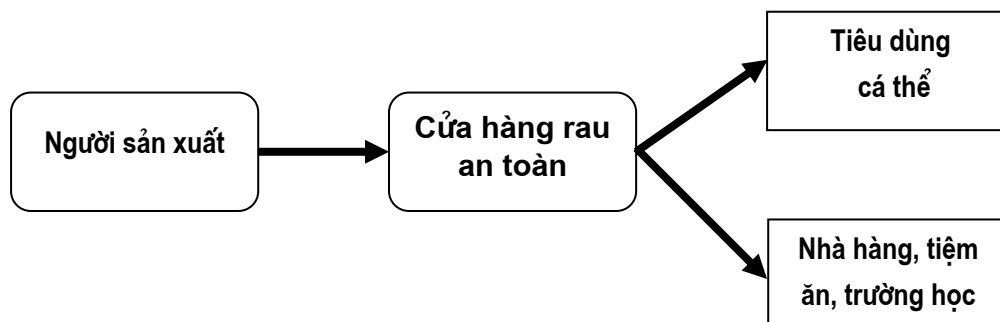 Người sản xuất
Cửa hàng rau
an toàn
Tiêu dùng
cá thể
Nhà hàng, tiệm
ăn, trường học